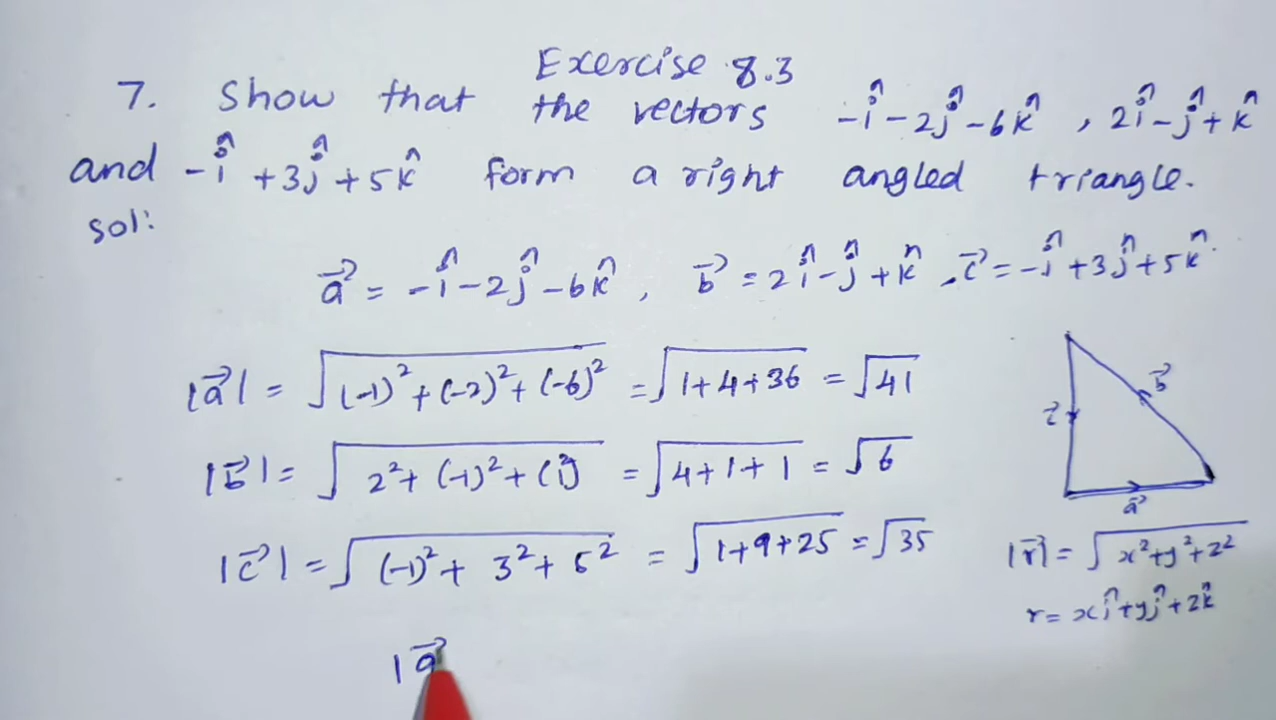 Exercise 8.3
7. Show that the vectors -î-2ĵ-6k̂ , 2î-ĵ+k̂
and -î+3ĵ+5k̂ form a right angled triangle.
sol:
a⃗ = -î-2ĵ-6k̂ , b⃗ = 2î-ĵ+k̂ , c⃗ = -î+3ĵ+5k̂.
|a⃗| = √((-1)²+(-2)²+(-6)²) = √(1+4+36) = √41
|b⃗| = √(2²+(-1)²+(1²)) = √(4+1+1) = √6
|c⃗| = √((-1)²+3²+5²) = √(1+9+25) = √35
|a⃗
b⃗
c⃗
a⃗
|r⃗| = √(x²+y²+z²)
r = xî+yĵ+zk̂